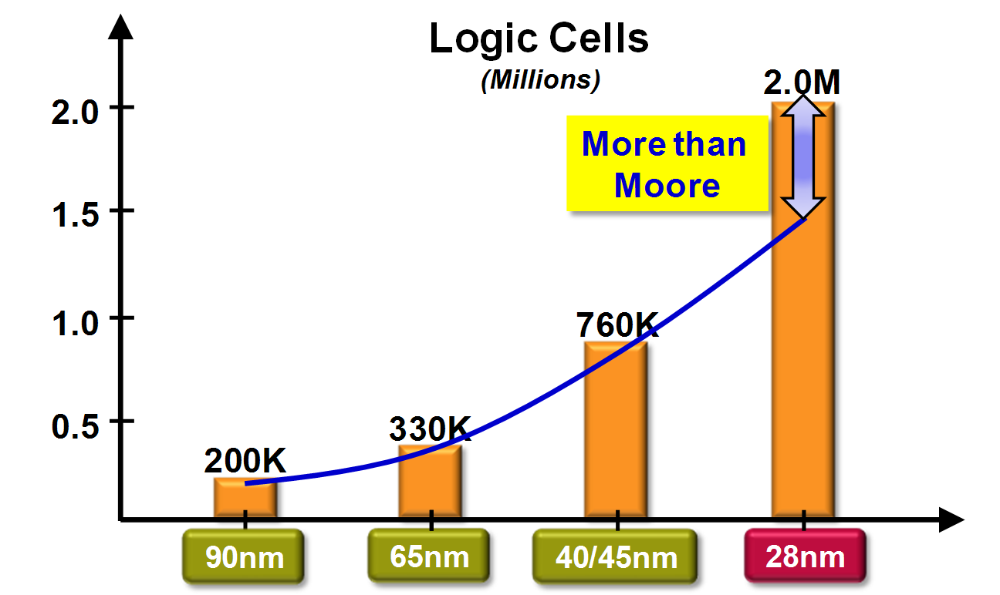 Logic Cells
(Millions)
2.0M
2.0
More than
Moore
1.5
760K
1.0
330K
0.5
200K
90nm
65nm
40/45nm
28nm